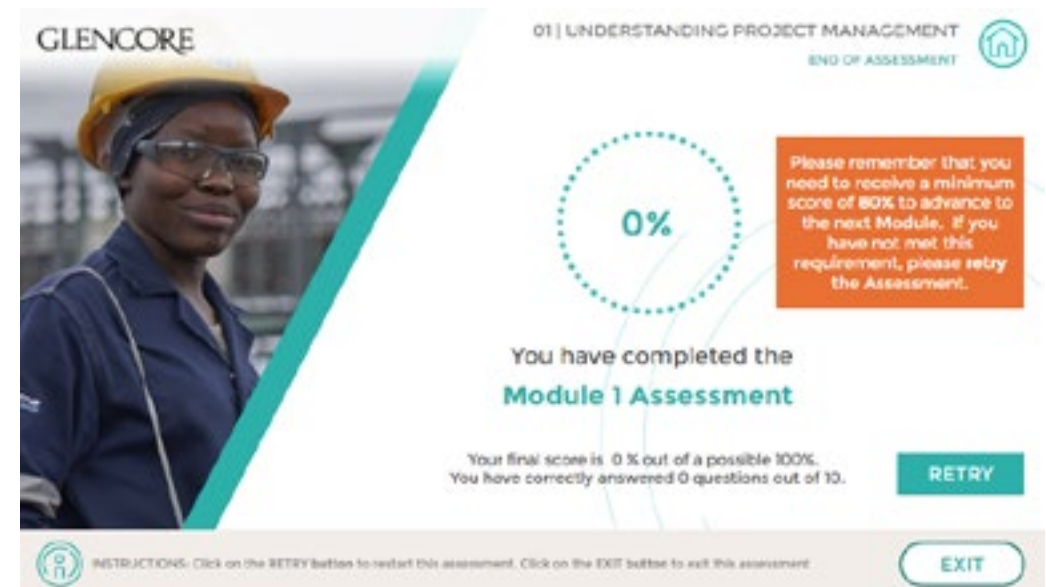 GLENCORE
01 | UNDERSTANDING PROJECT MANAGEMENT
END OF ASSESSMENT
0%
Please remember that you
need to receive a minimum
score of 80% to advance to
the next Module. If you
have not met this
requirement, please retry
the Assessment.
You have completed the
Module 1 Assessment
Your final score is 0 % out of a possible 100%.
You have correctly answered 0 questions out of 10.
RETRY
INSTRUCTIONS: Click on the RETRY button to restart this assessment. Click on the EXIT button to exit this assessment
EXIT